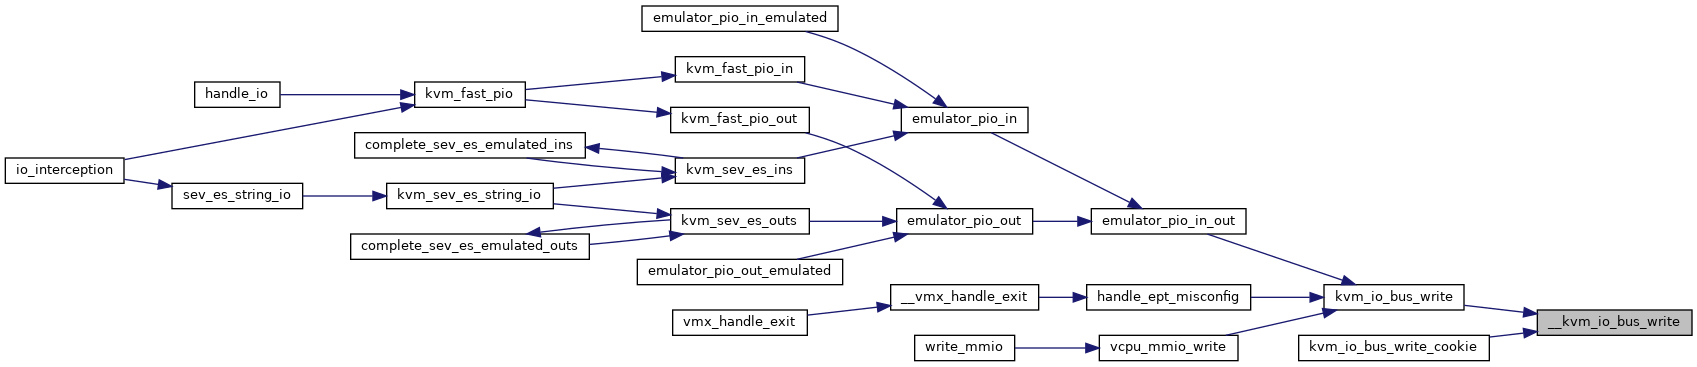 emulator_pio_in_emulated
kvm_fast_pio_in
handle_io
kvm_fast_pio
kvm_fast_pio_out
emulator_pio_in
complete_sev_es_emulated_ins
io_interception
kvm_sev_es_ins
sev_es_string_io
kvm_sev_es_string_io
kvm_sev_es_outs
emulator_pio_out
emulator_pio_in_out
complete_sev_es_emulated_outs
emulator_pio_out_emulated
__vmx_handle_exit
handle_ept_misconfig
kvm_io_bus_write
vmx_handle_exit
__kvm_io_bus_write
write_mmio
vcpu_mmio_write
kvm_io_bus_write_cookie